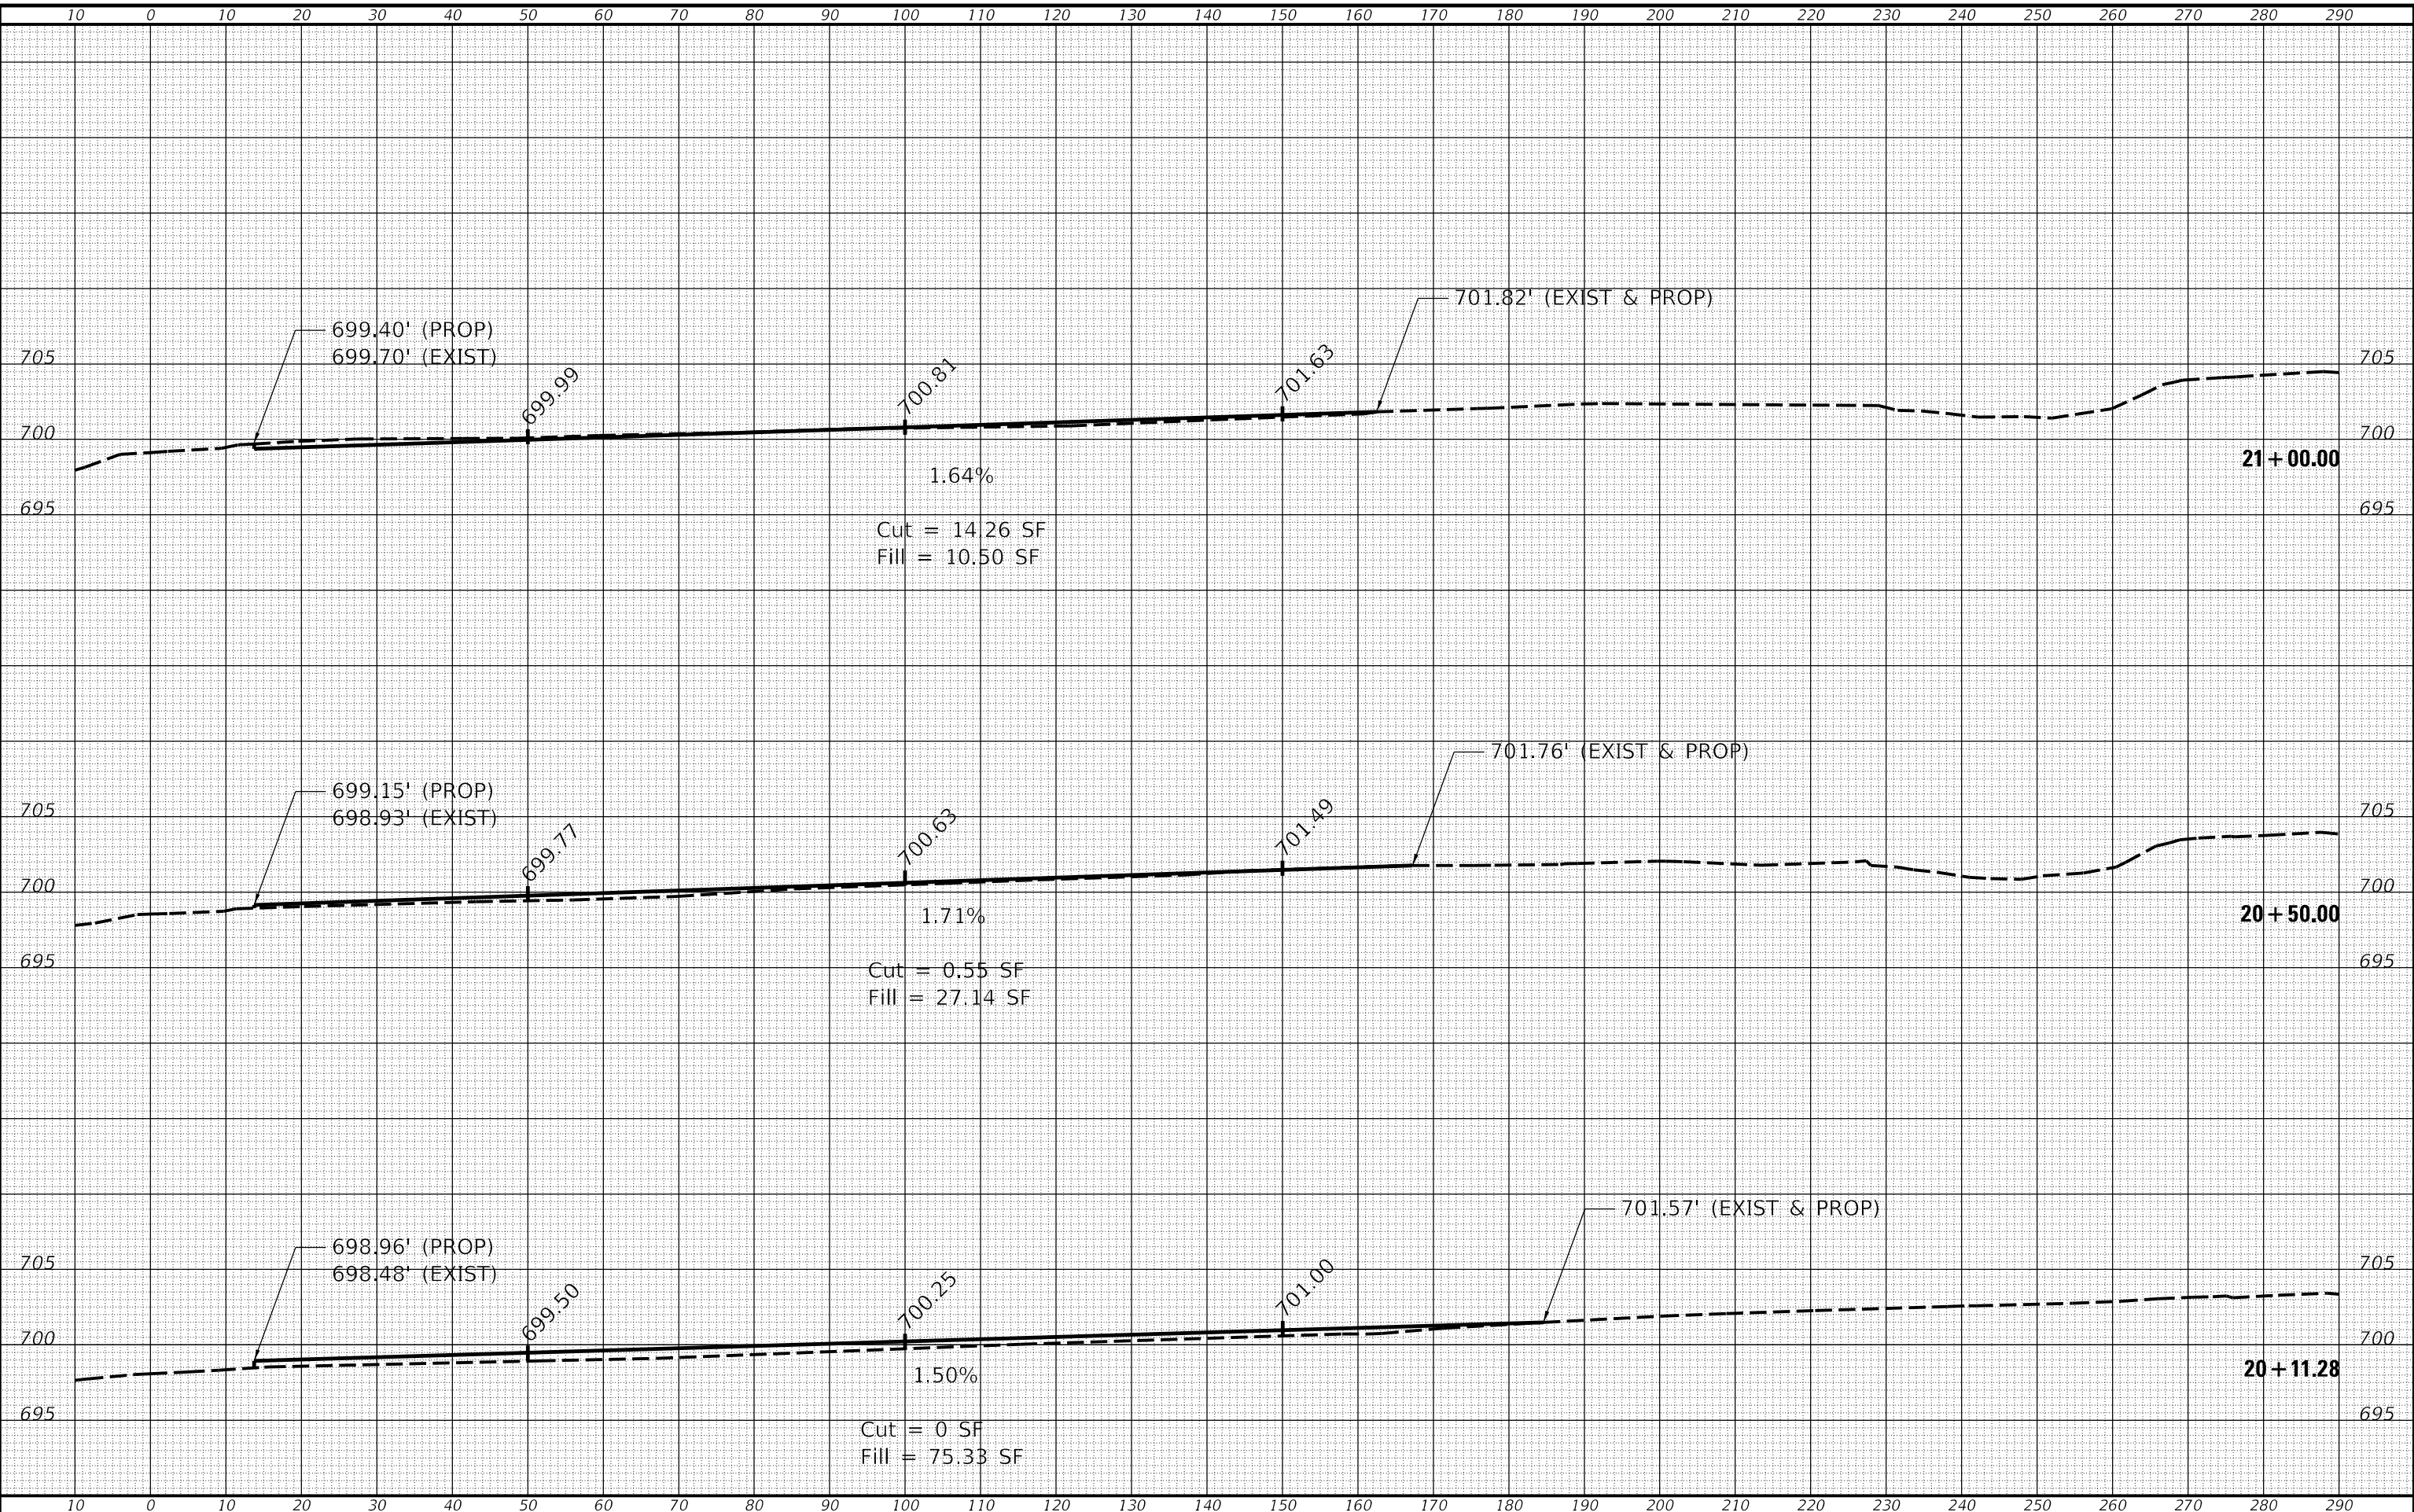 10 0 10 20 30 40 50 60 70 80 90 100 110 120 130 140 150 160 170 180 190 200 210 220 230 240 250 260 270 280 290
701.82' (EXIST & PROP)
699.40' (PROP)
699.70' (EXIST)
705 705
699.99 700.81 701.63
700 700
21+00.00
1.64%
695 695
Cut = 14.26 SF
Fill = 10.50 SF
701.76' (EXIST & PROP)
699.15' (PROP)
698.93' (EXIST)
705 705
699.77 700.63 701.49
700 700
20+50.00
1.71%
695 695
Cut = 0.55 SF
Fill = 27.14 SF
701.57' (EXIST & PROP)
698.96' (PROP)
698.48' (EXIST)
705 705
699.50 700.25 701.00
700 700
20+11.28
1.50%
695 695
Cut = 0 SF
Fill = 75.33 SF
10 0 10 20 30 40 50 60 70 80 90 100 110 120 130 140 150 160 170 180 190 200 210 220 230 240 250 260 270 280 290